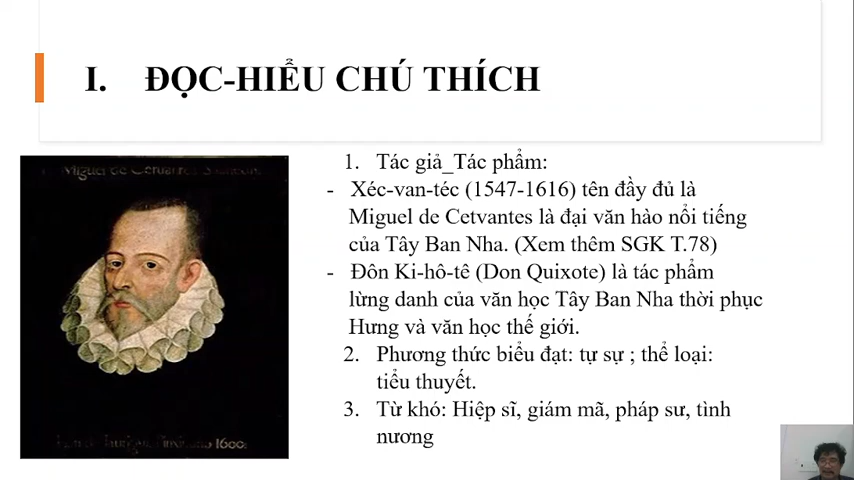 I. ĐỌC-HIỂU CHÚ THÍCH
Miguel de Cervantes
1. Tác giả_Tác phẩm:
- Xéc-van-téc (1547-1616) tên đầy đủ là
Miguel de Cetvantes là đại văn hào nổi tiếng
của Tây Ban Nha. (Xem thêm SGK T.78)
- Đôn Ki-hô-tê (Don Quixote) là tác phẩm
lừng danh của văn học Tây Ban Nha thời phục
Hưng và văn học thế giới.
2. Phương thức biểu đạt: tự sự ; thể loại:
tiểu thuyết.
3. Từ khó: Hiệp sĩ, giám mã, pháp sư, tình
nương
1600